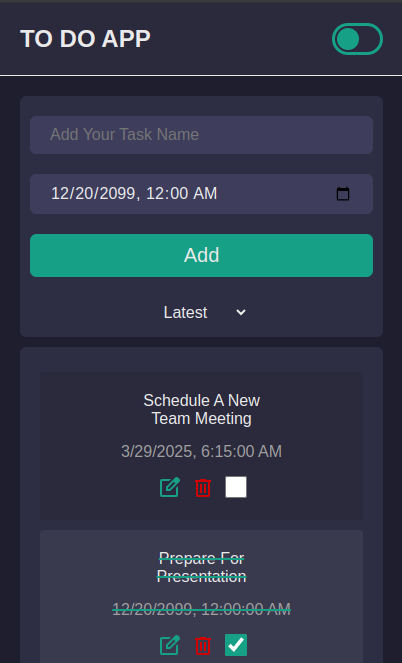 TO DO APP
Add Your Task Name
12/20/2099, 12:00 AM
Add
Latest
Schedule A New
Team Meeting
3/29/2025, 6:15:00 AM
Prepare For
Presentation
12/20/2099, 12:00:00 AM